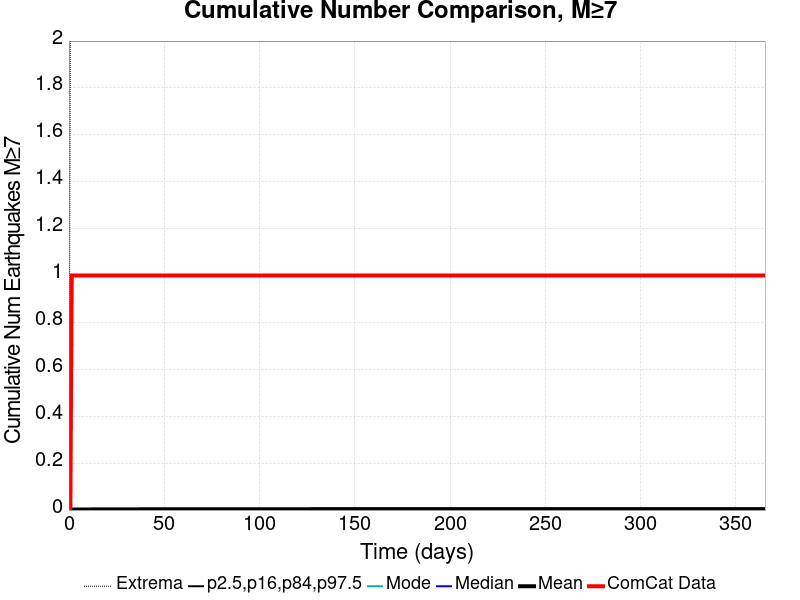 Cumulative Number Comparison, M≥7
Cumulative Num Earthquakes M≥7
2
1.8
1.6
1.4
1.2
1
0.8
0.6
0.4
0.2
0
0 50 100 150 200 250 300 350
Time (days)
Extrema p2.5,p16,p84,p97.5 Mode Median Mean ComCat Data